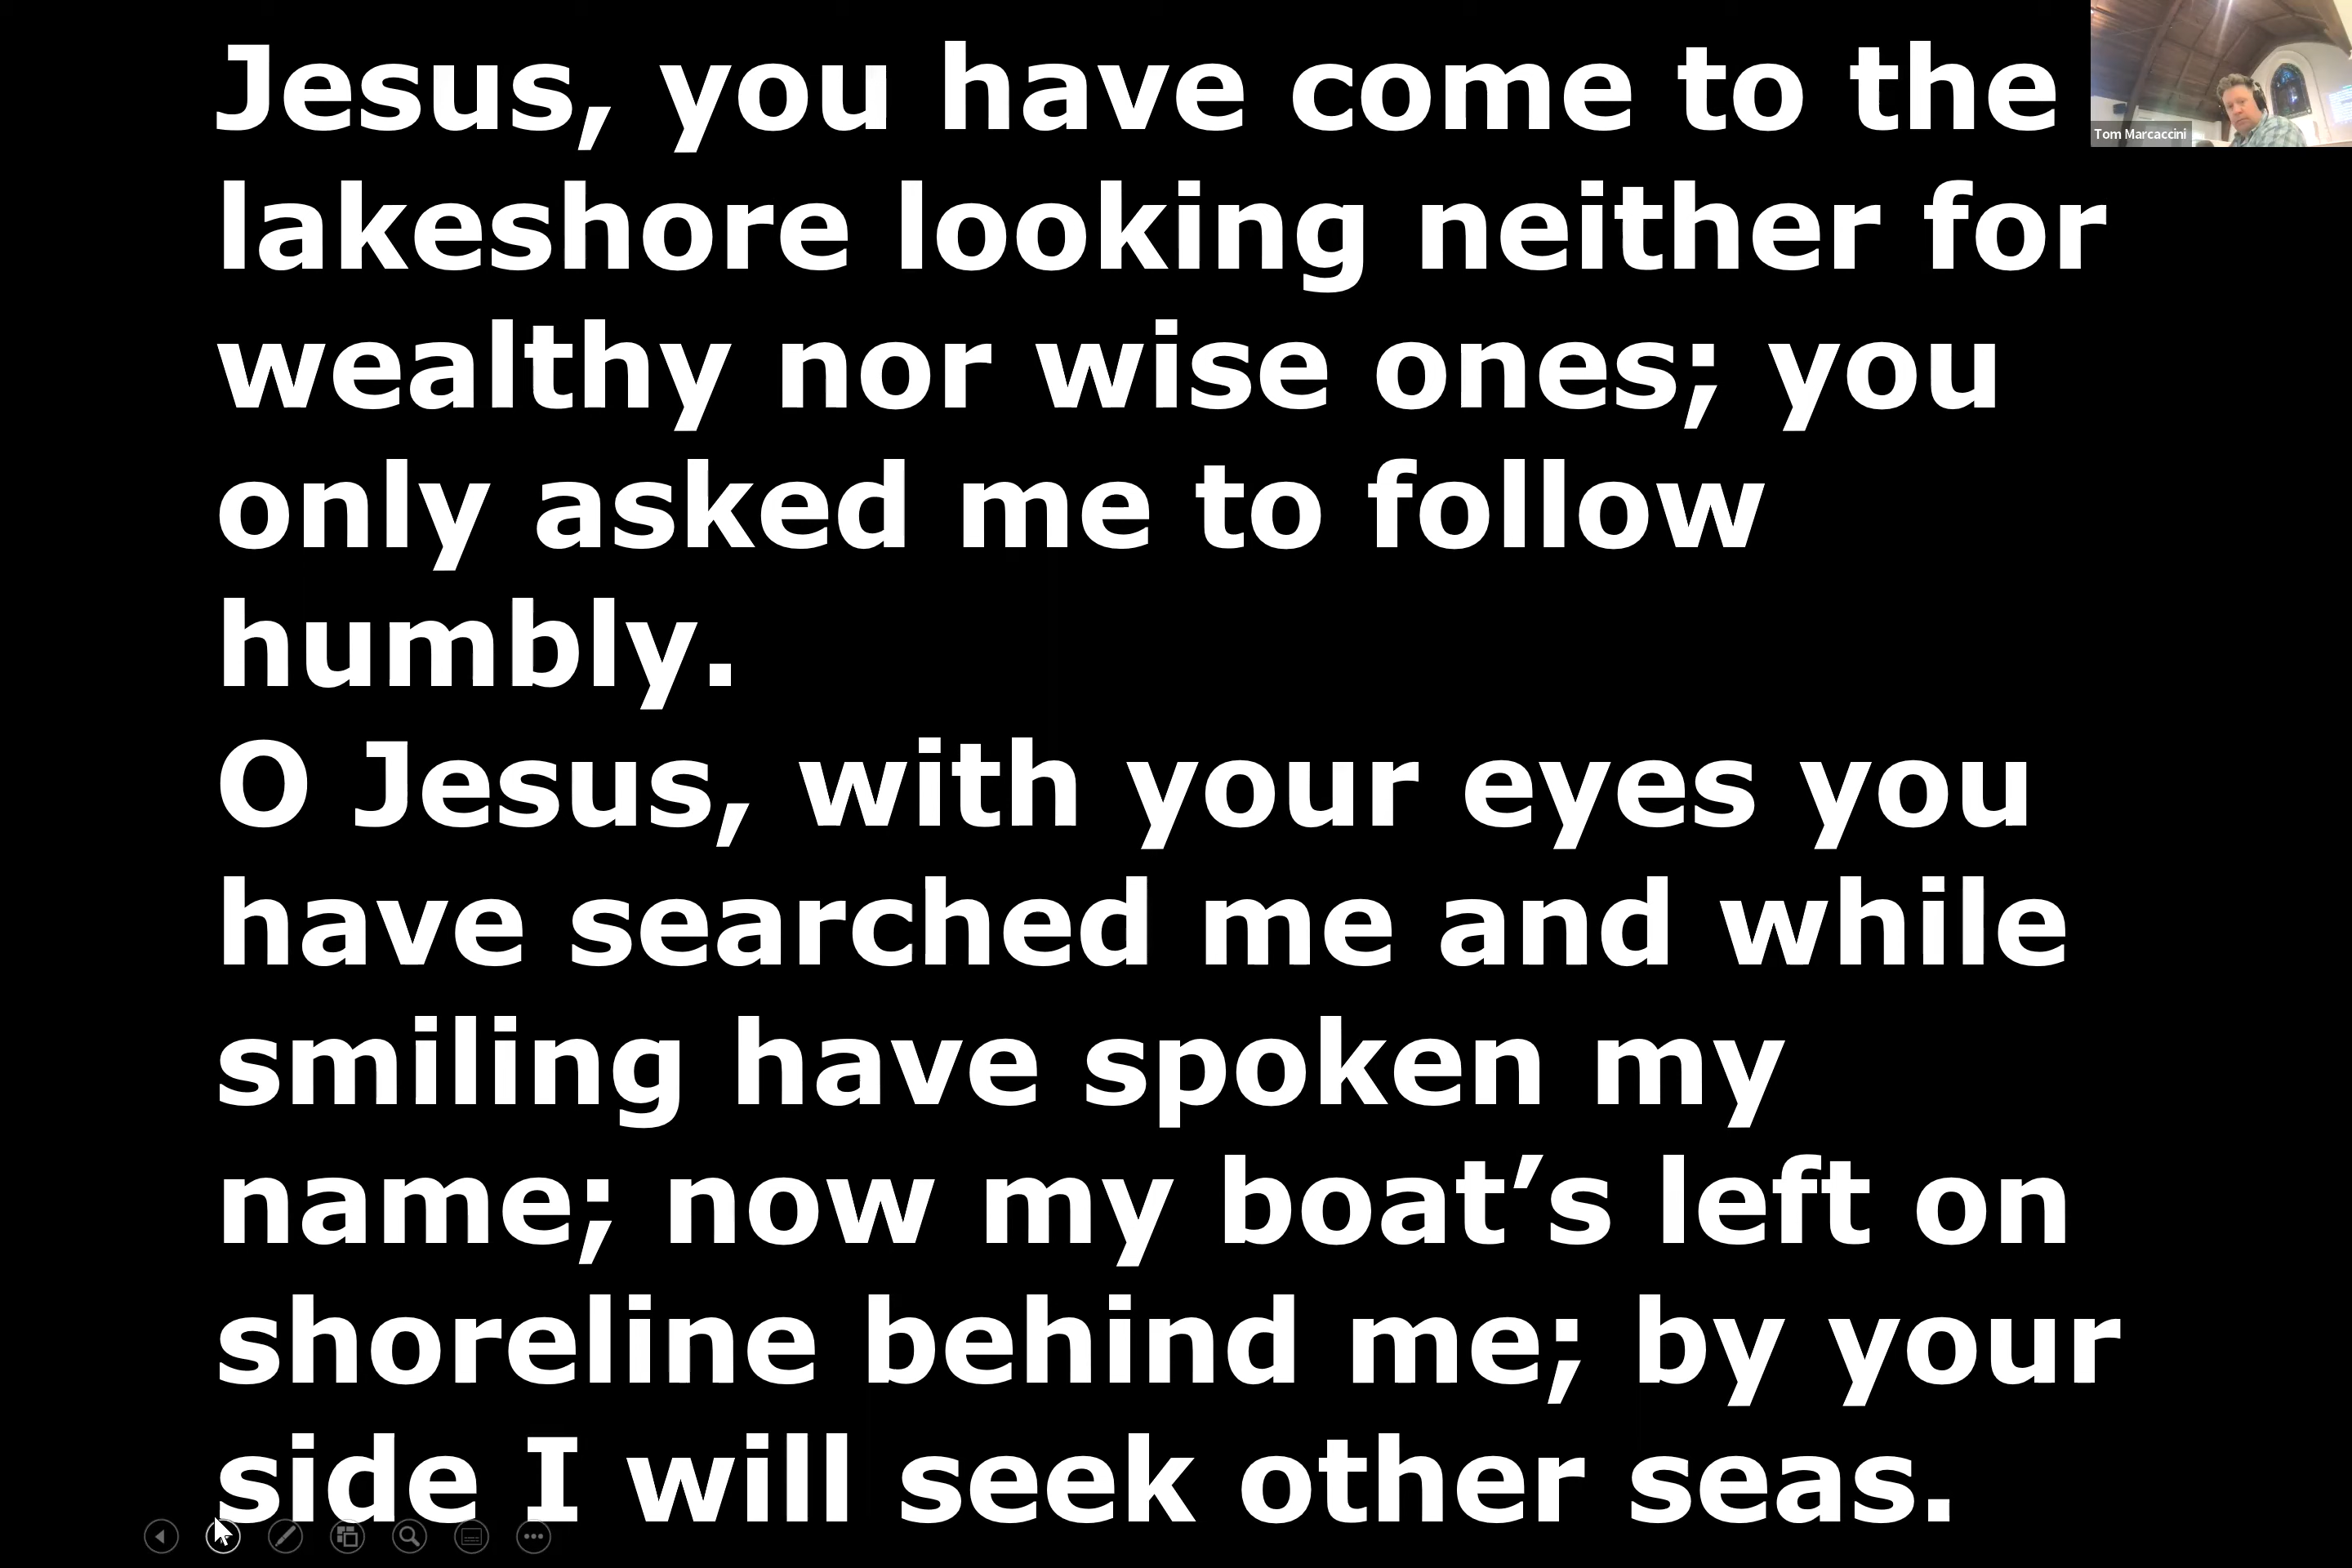 Jesus, you have come to the
lakeshore looking neither for
wealthy nor wise ones; you
only asked me to follow
humbly.
O Jesus, with your eyes you
have searched me and while
smiling have spoken my
name; now my boat’s left on
shoreline behind me; by your
side I will seek other seas.
Tom Marcaccini